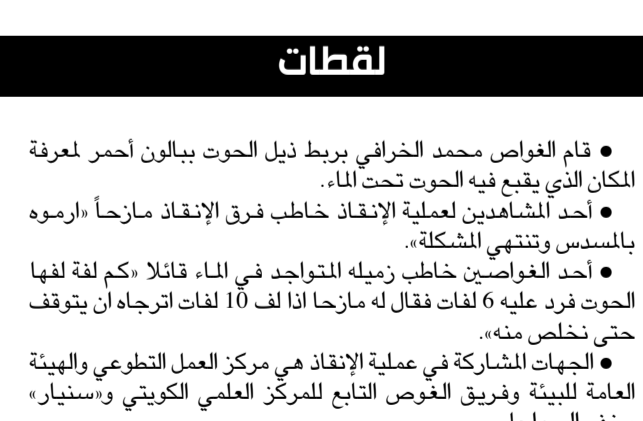 لقطات
● قام الغواص محمد الخرافي بربط ذيل الحوت ببالون أحمر لمعرفة
المكان الذي يقبع فيه الحوت تحت الماء.
● أحد المشاهدين لعملية الإنقاذ خاطب فرق الإنقاذ مازحاً «ارموه
بالمسدس وتنتهي المشكلة».
● أحد الغواصين خاطب زميله المتواجد في الماء قائلا «كم لفة لفها
الحوت فرد عليه 6 لفات فقال له مازحا اذا لف 10 لفات اترجاه ان يتوقف
حتى نخلص منه».
● الجهات المشاركة في عملية الإنقاذ هي مركز العمل التطوعي والهيئة
العامة للبيئة وفريق الغوص التابع للمركز العلمي الكويتي و«سنيار»